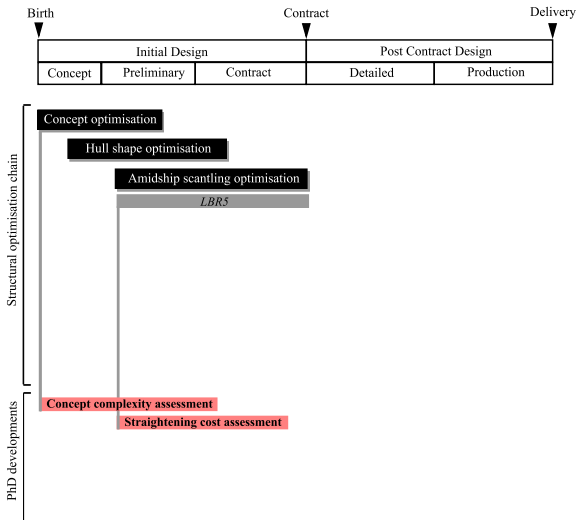 Birth
Contract
Delivery
Initial Design
Post Contract Design
Concept
Preliminary
Contract
Detailed
Production
Structural optimisation chain
Concept optimisation
Hull shape optimisation
Amidship scantling optimisation
LBR5
PhD developments
Concept complexity assessment
Straightening cost assessment